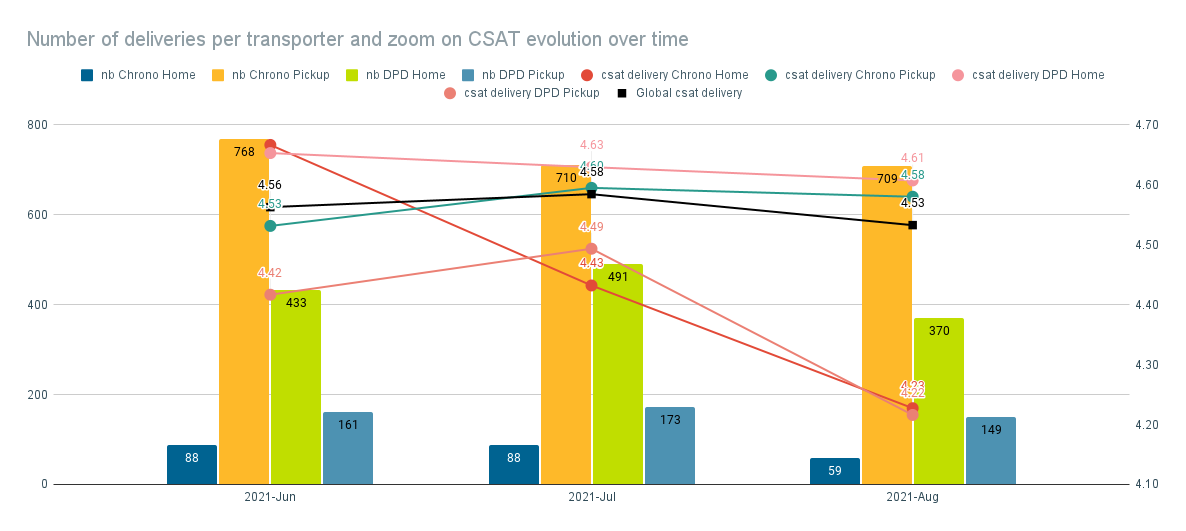 Number of deliveries per transporter and zoom on CSAT evolution over time
nb Chrono Home nb Chrono Pickup nb DPD Home nb DPD Pickup csat delivery Chrono Home csat delivery Chrono Pickup csat delivery DPD Home
csat delivery DPD Pickup Global csat delivery
800 4.70
4.63
768 4.60 4.61
710 4.58 709 4.58
4.56 4.60
600 4.53 4.53
4.49 4.50
4.42 4.43
433 491
400 4.40
370
4.30
4.23
200 4.22
161 173 149 4.20
88 88 59
0 4.10
2021-Jun 2021-Jul 2021-Aug